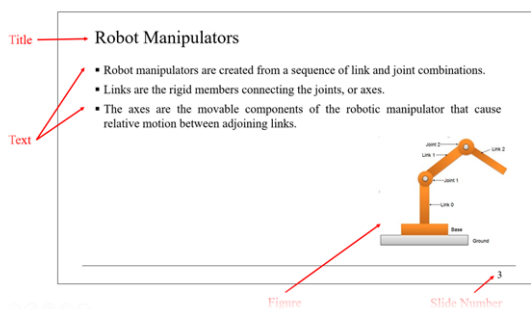 Title
Robot Manipulators
▪ Robot manipulators are created from a sequence of link and joint combinations.
▪ Links are the rigid members connecting the joints, or axes.
▪ The axes are the movable components of the robotic manipulator that cause
relative motion between adjoining links.
Text
Joint 2
Link 1
Link 2
Joint 1
Link 0
Base
Ground
3
Figure
Slide Number